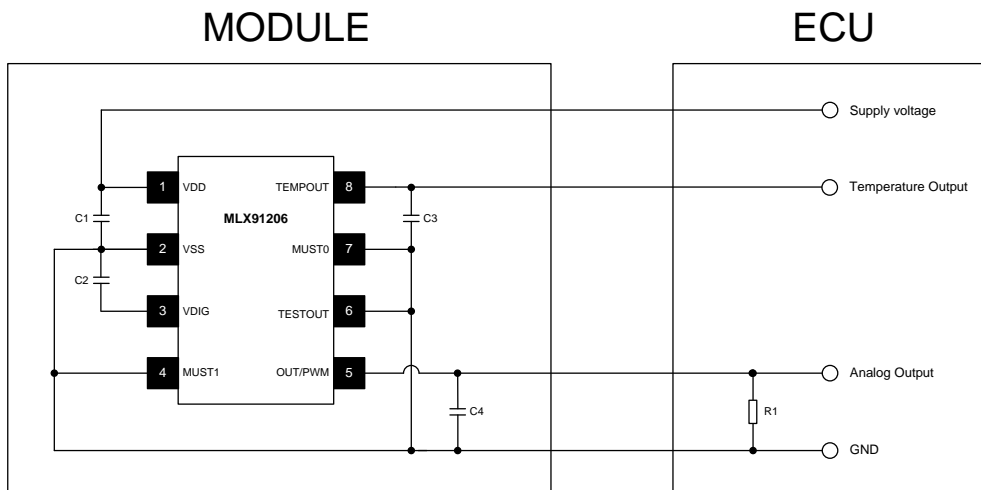 MODULE
ECU
Supply voltage
1 VDD TEMPOUT 8
Temperature Output
MLX91206
C1
C3
2 VSS MUST0 7
C2
3 VDIG TESTOUT 6
4 MUST1 OUT/PWM 5
Analog Output
C4
R1
GND